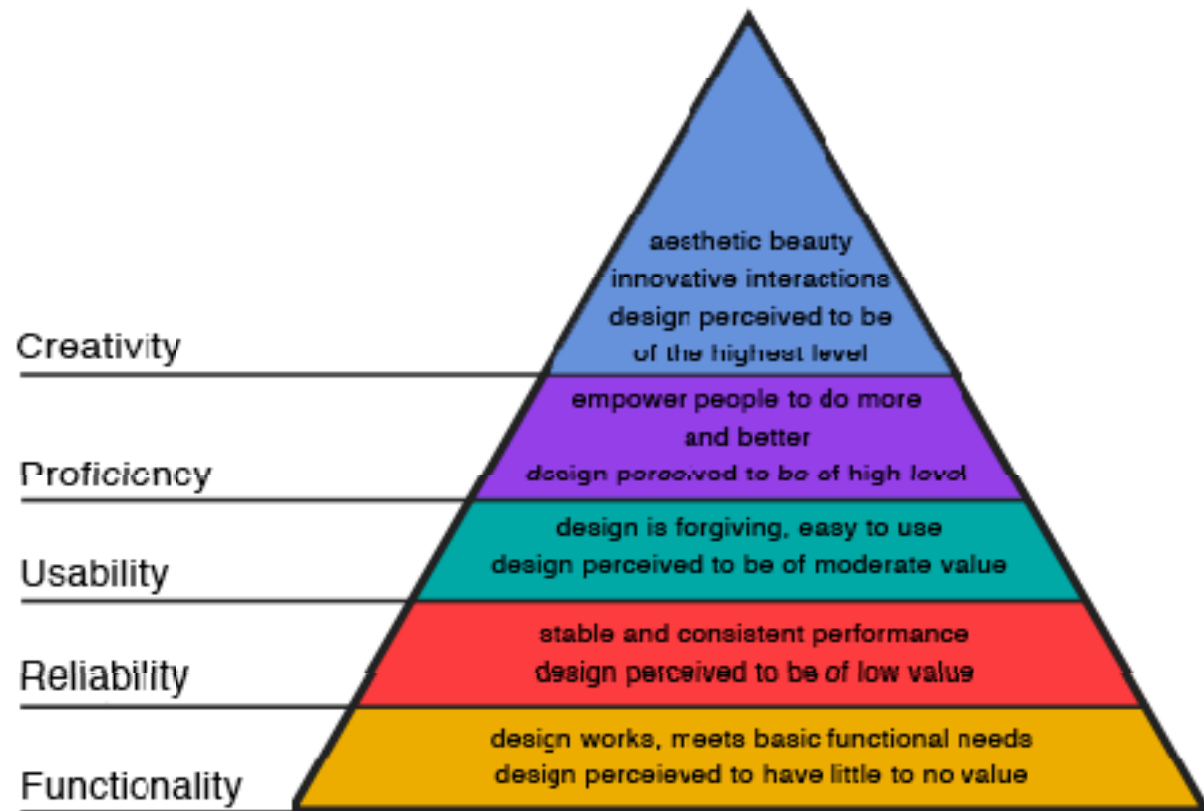 aesthetic beauty
innovative interactions
design perceived to be
of the highest level
Creativity
empower people to do more
and better
design perceived to be of high level
Proficiency
design is forgiving, easy to use
design perceived to be of moderate value
Usability
stable and consistent performance
design perceived to be of low value
Reliability
design works, meets basic functional needs
design perceieved to have little to no value
Functionality